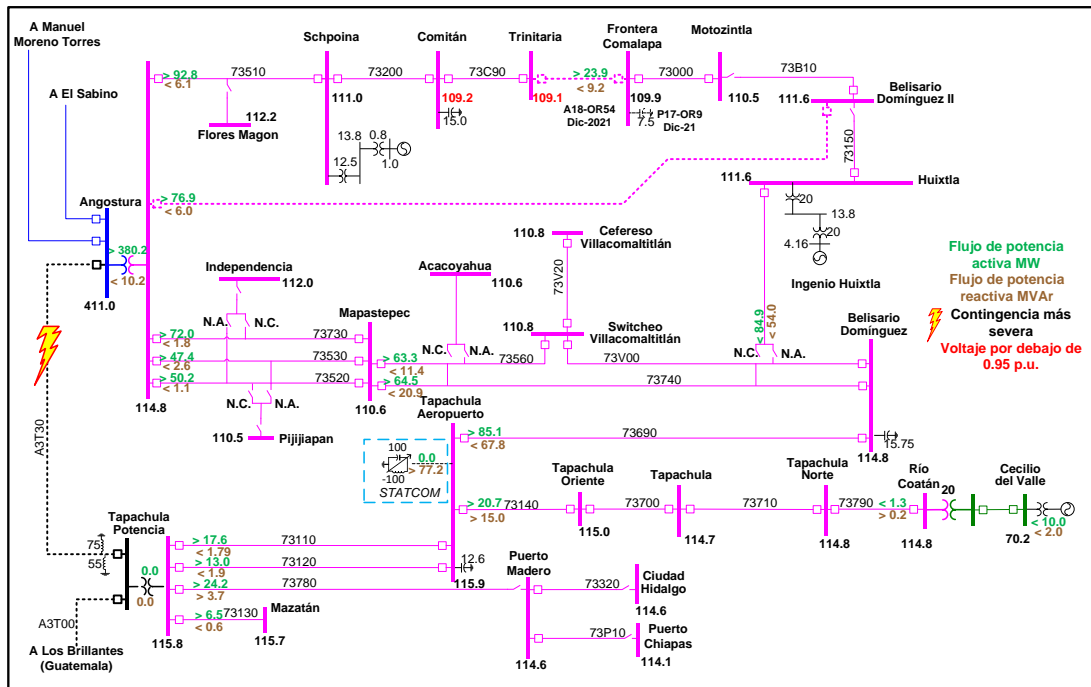 A Manuel
Moreno Torres
A El Sabino
Angostura
> 380.2
< 10.2
411.0
A3T30
> 92.8
< 6.1
73510
112.2
Flores Magon
Schpoina
111.0
13.8
0.8
1.0
12.5
73200
Comitán
109.2
15.0
73C90
Trinitaria
109.1
> 23.9
< 9.2
A18-OR54
Dic-2021
Frontera
Comalapa
109.9
7.5
P17-OR9
Dic-21
73000
Motozintla
110.5
73B10
Belisario
Domínguez II
111.6
73150
> 76.9
< 6.0
Huixtla
111.6
20
13.8
20
4.16
Ingenio Huixtla
< 84.9
< 54.0
Flujo de potencia
activa MW
Flujo de potencia
reactiva MVAr
Contingencia más
severa
Voltaje por debajo de
0.95 p.u.
Independencia
112.0
N.A.
N.C.
Acacoyahua
110.6
Cefereso
Villacomaltitlán
110.8
73V20
110.8
Switcheo
Villacomaltitlán
> 72.0
< 1.8
73730
> 47.4
< 2.6
73530
> 50.2
< 1.1
73520
114.8
N.C.
N.A.
110.5
Pijijiapan
Mapastepec
110.6
> 63.3
< 11.4
N.C.
N.A.
73560
73V00
> 64.5
< 20.9
73740
N.C.
N.A.
Belisario
Domínguez
114.8
15.75
Tapachula
Aeropuerto
> 85.1
< 67.8
73690
100
-100
0.0
> 77.2
STATCOM
> 20.7
> 15.0
73140
Tapachula
Oriente
115.0
73700
Tapachula
114.7
73710
Tapachula
Norte
114.8
73790
< 1.3
> 0.2
Río
Coatán
114.8
20
Cecilio
del Valle
70.2
< 10.0
< 2.0
Tapachula
Potencia
75
55
0.0
0.0
115.8
> 17.6
< 1.79
73110
> 13.0
< 1.9
73120
12.6
115.9
> 24.2
> 3.7
73780
> 6.5
< 0.6
73130
Mazatán
115.7
Puerto
Madero
114.6
73320
Ciudad
Hidalgo
114.6
73P10
Puerto
Chiapas
114.1
A3T00
A Los Brillantes
(Guatemala)